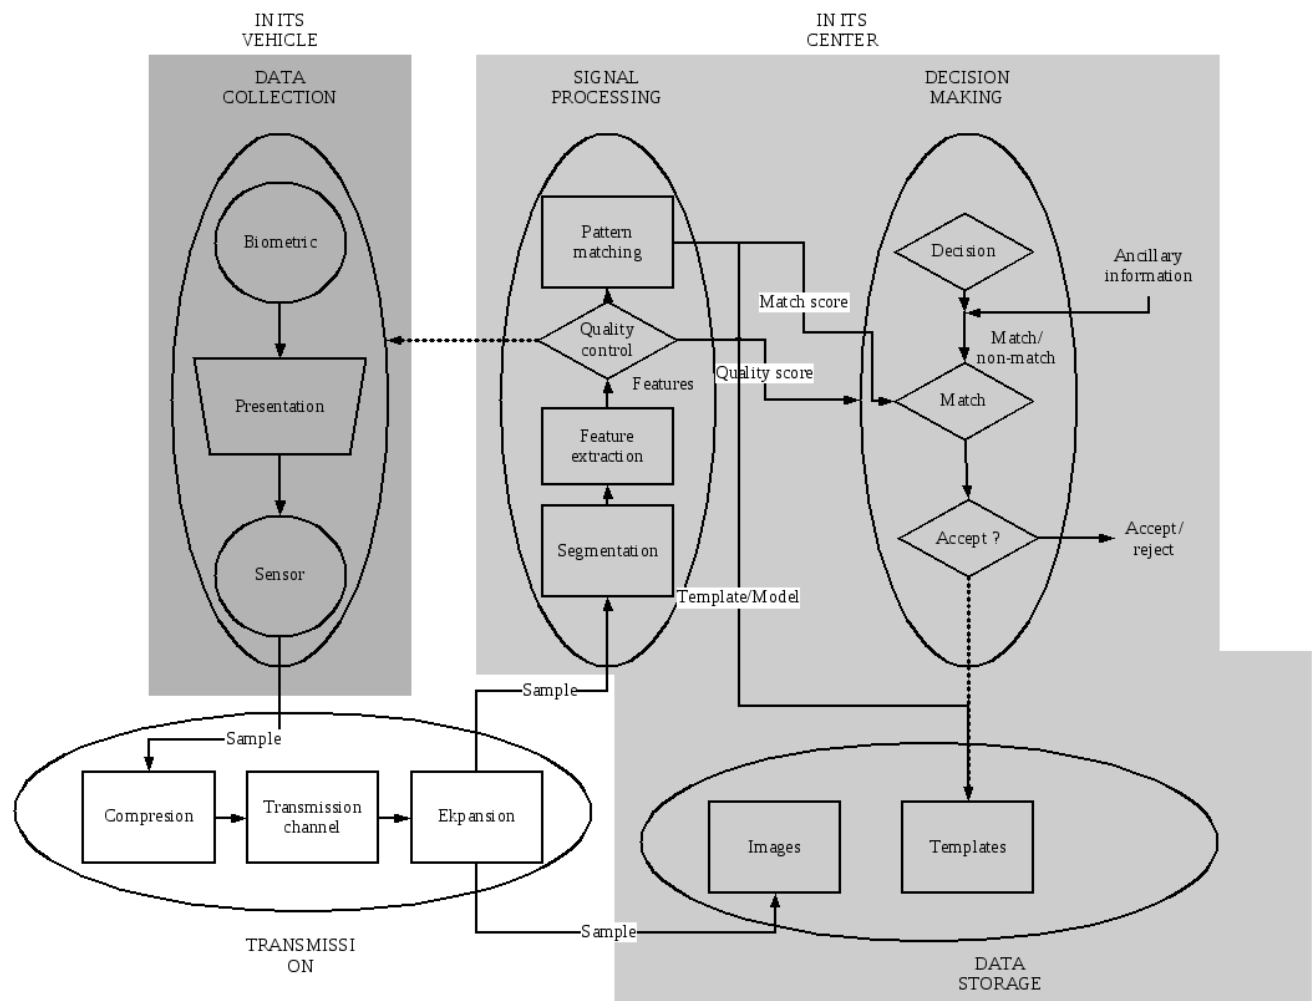 IN ITS
VEHICLE
IN ITS
CENTER
DATA
COLLECTION
SIGNAL
PROCESSING
DECISION
MAKING
Biometric
Presentation
Sensor
Pattern
matching
Quality
control
Features
Feature
extraction
Segmentation
Match score
Quality score
Template/Model
Decision
Ancillary
information
Match/
non-match
Match
Accept ?
Accept/
reject
Sample
Sample
Compresion
Transmission
channel
Ekpansion
Images
Templates
Sample
TRANSMISSI
ON
DATA
STORAGE